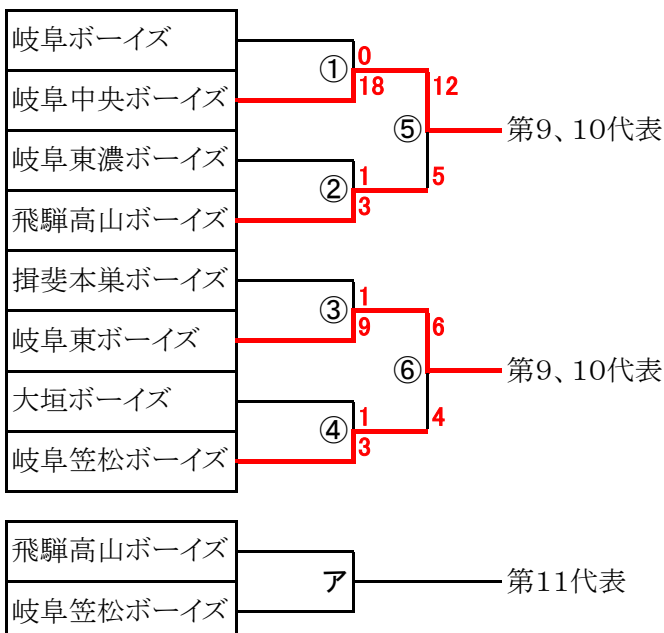 岐阜ボーイズ
①
0
18
岐阜中央ボーイズ
12
⑤
第9、10代表
岐阜東濃ボーイズ
②
1
3
5
飛騨高山ボーイズ
揖斐本巣ボーイズ
③
1
9
岐阜東ボーイズ
6
⑥
第9、10代表
大垣ボーイズ
④
1
3
4
岐阜笠松ボーイズ
飛騨高山ボーイズ
ア
第11代表
岐阜笠松ボーイズ